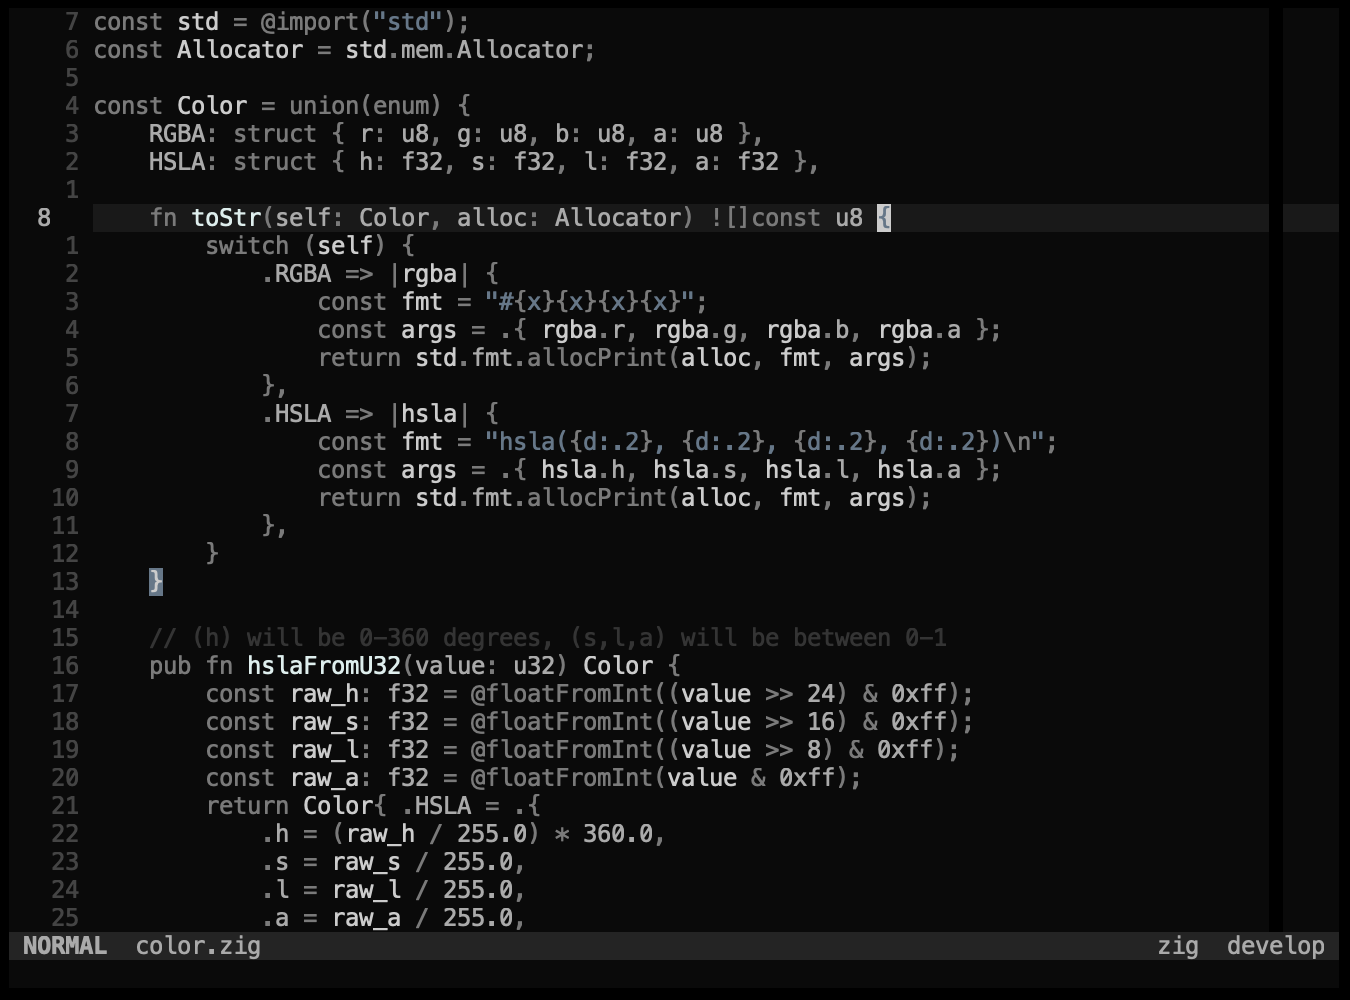 7 const std = @import("std");
6 const Allocator = std.mem.Allocator;
5
4 const Color = union(enum) {
3     RGBA: struct { r: u8, g: u8, b: u8, a: u8 },
2     HSLA: struct { h: f32, s: f32, l: f32, a: f32 },
1
8     fn toStr(self: Color, alloc: Allocator) ![]const u8 {
1         switch (self) {
2             .RGBA => |rgba| {
3                 const fmt = "#{x}{x}{x}{x}";
4                 const args = .{ rgba.r, rgba.g, rgba.b, rgba.a };
5                 return std.fmt.allocPrint(alloc, fmt, args);
6             },
7             .HSLA => |hsla| {
8                 const fmt = "hsla({d:.2}, {d:.2}, {d:.2}, {d:.2})\n";
9                 const args = .{ hsla.h, hsla.s, hsla.l, hsla.a };
10                 return std.fmt.allocPrint(alloc, fmt, args);
11             },
12         }
13     }
14
15     // (h) will be 0-360 degrees, (s,l,a) will be between 0-1
16     pub fn hslaFromU32(value: u32) Color {
17         const raw_h: f32 = @floatFromInt((value >> 24) & 0xff);
18         const raw_s: f32 = @floatFromInt((value >> 16) & 0xff);
19         const raw_l: f32 = @floatFromInt((value >> 8) & 0xff);
20         const raw_a: f32 = @floatFromInt(value & 0xff);
21         return Color{ .HSLA = .{
22             .h = (raw_h / 255.0) * 360.0,
23             .s = raw_s / 255.0,
24             .l = raw_l / 255.0,
25             .a = raw_a / 255.0,
NORMAL color.zig zig develop